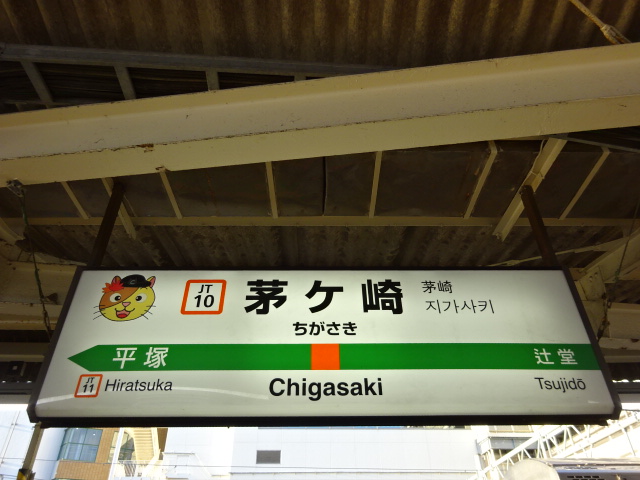 JT
10
茅ケ崎
茅崎
지가사키
ちがさき
平塚
辻堂
JT
11
Hiratsuka
Chigasaki
Tsujidō